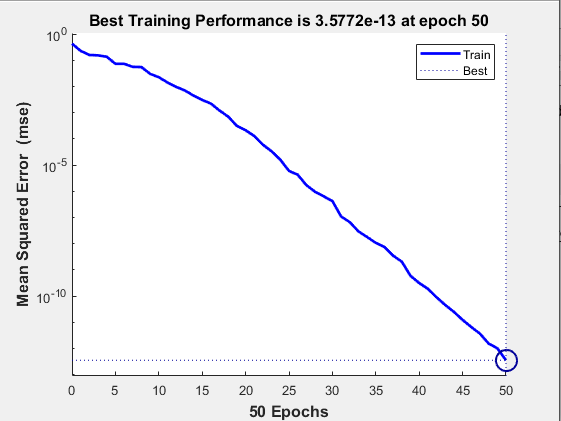 Best Training Performance is 3.5772e-13 at epoch 50
Train
Best
Mean Squared Error  (mse)
10^0
10^-5
10^-10
0 5 10 15 20 25 30 35 40 45 50
50 Epochs